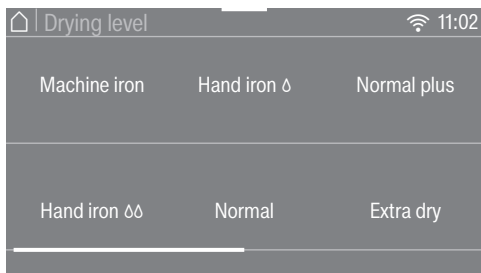 Drying level 11:02
Machine iron Hand iron 💧 Normal plus
Hand iron 💧💧 Normal Extra dry